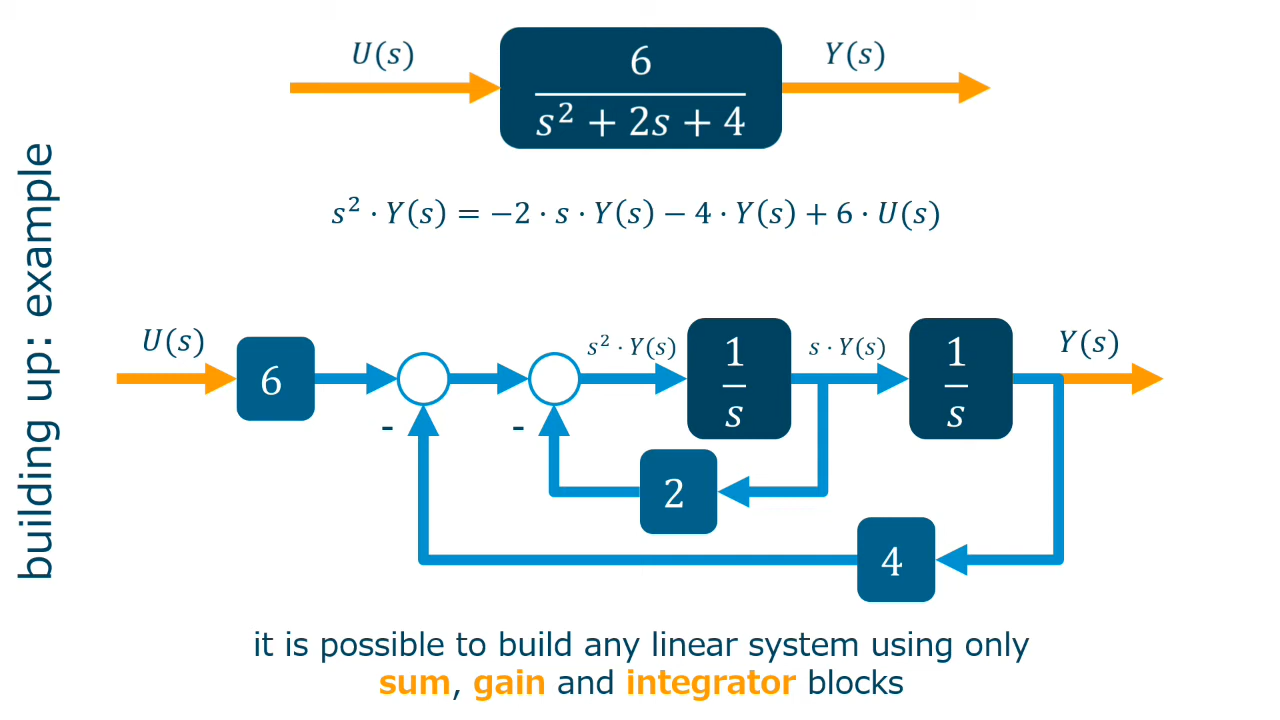 building up: example
U(s)
6
s² + 2s + 4
Y(s)
s² · Y(s) = −2 · s · Y(s) − 4 · Y(s) + 6 · U(s)
U(s)
6
-
-
s² · Y(s)
1
s
s · Y(s)
1
s
Y(s)
2
4
it is possible to build any linear system using only
sum, gain and integrator blocks